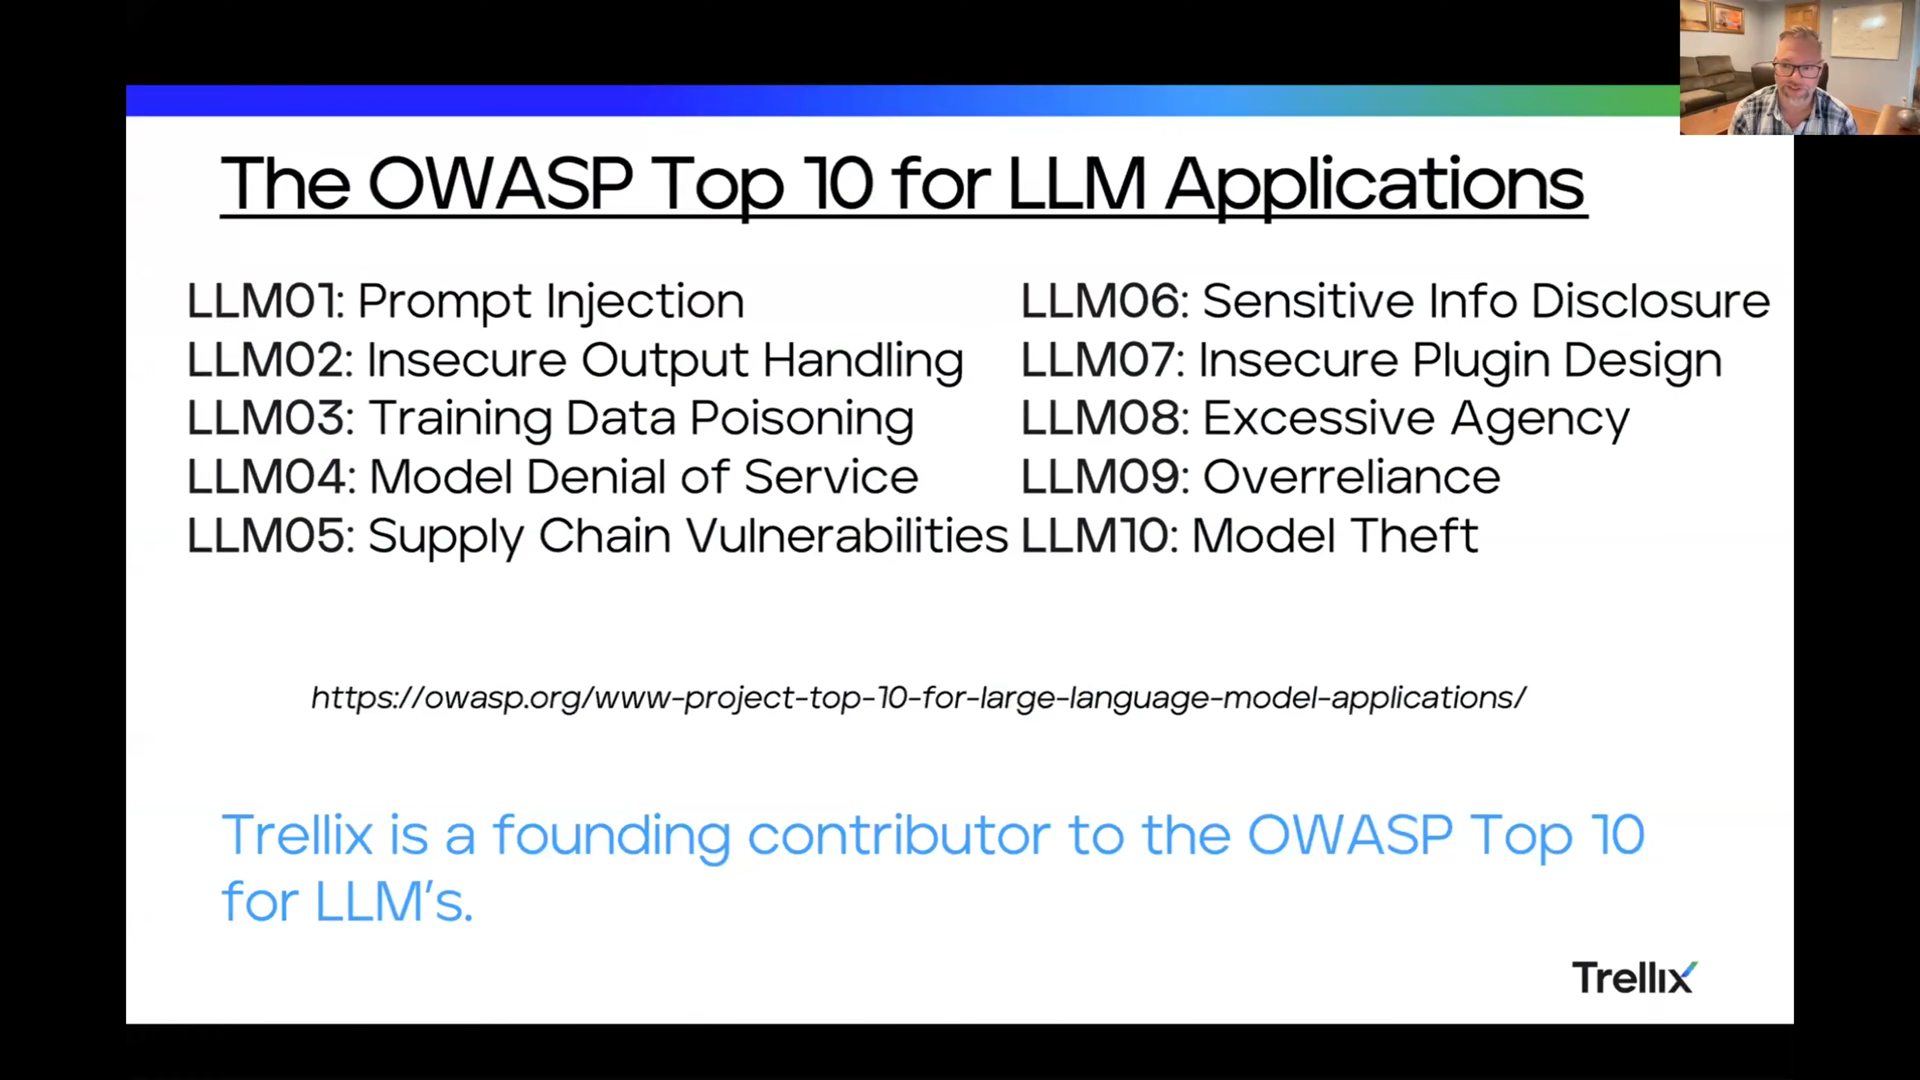 The OWASP Top 10 for LLM Applications
LLM01: Prompt Injection
LLM02: Insecure Output Handling
LLM03: Training Data Poisoning
LLM04: Model Denial of Service
LLM05: Supply Chain Vulnerabilities
LLM06: Sensitive Info Disclosure
LLM07: Insecure Plugin Design
LLM08: Excessive Agency
LLM09: Overreliance
LLM10: Model Theft
https://owasp.org/www-project-top-10-for-large-language-model-applications/
Trellix is a founding contributor to the OWASP Top 10
for LLM’s.
Trellix